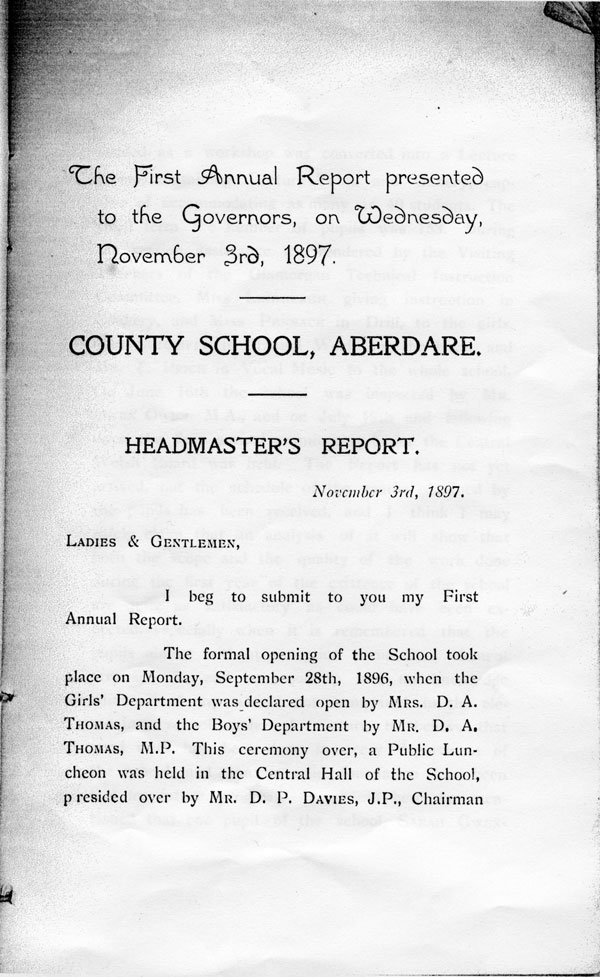 The First Annual Report presented
to the Governors, on Wednesday,
November 3rd, 1897.
COUNTY SCHOOL, ABERDARE.
HEADMASTER'S REPORT.
November 3rd, 1897.
LADIES & GENTLEMEN,
I beg to submit to you my First
Annual Report.
The formal opening of the School took
place on Monday, September 28th, 1896, when the
Girls' Department was declared open by MRS. D. A.
THOMAS, and the Boys' Department by MR. D. A.
THOMAS, M.P. This ceremony over, a Public Lun-
cheon was held in the Central Hall of the School,
presided over by MR. D. P. DAVIES, J.P., Chairman